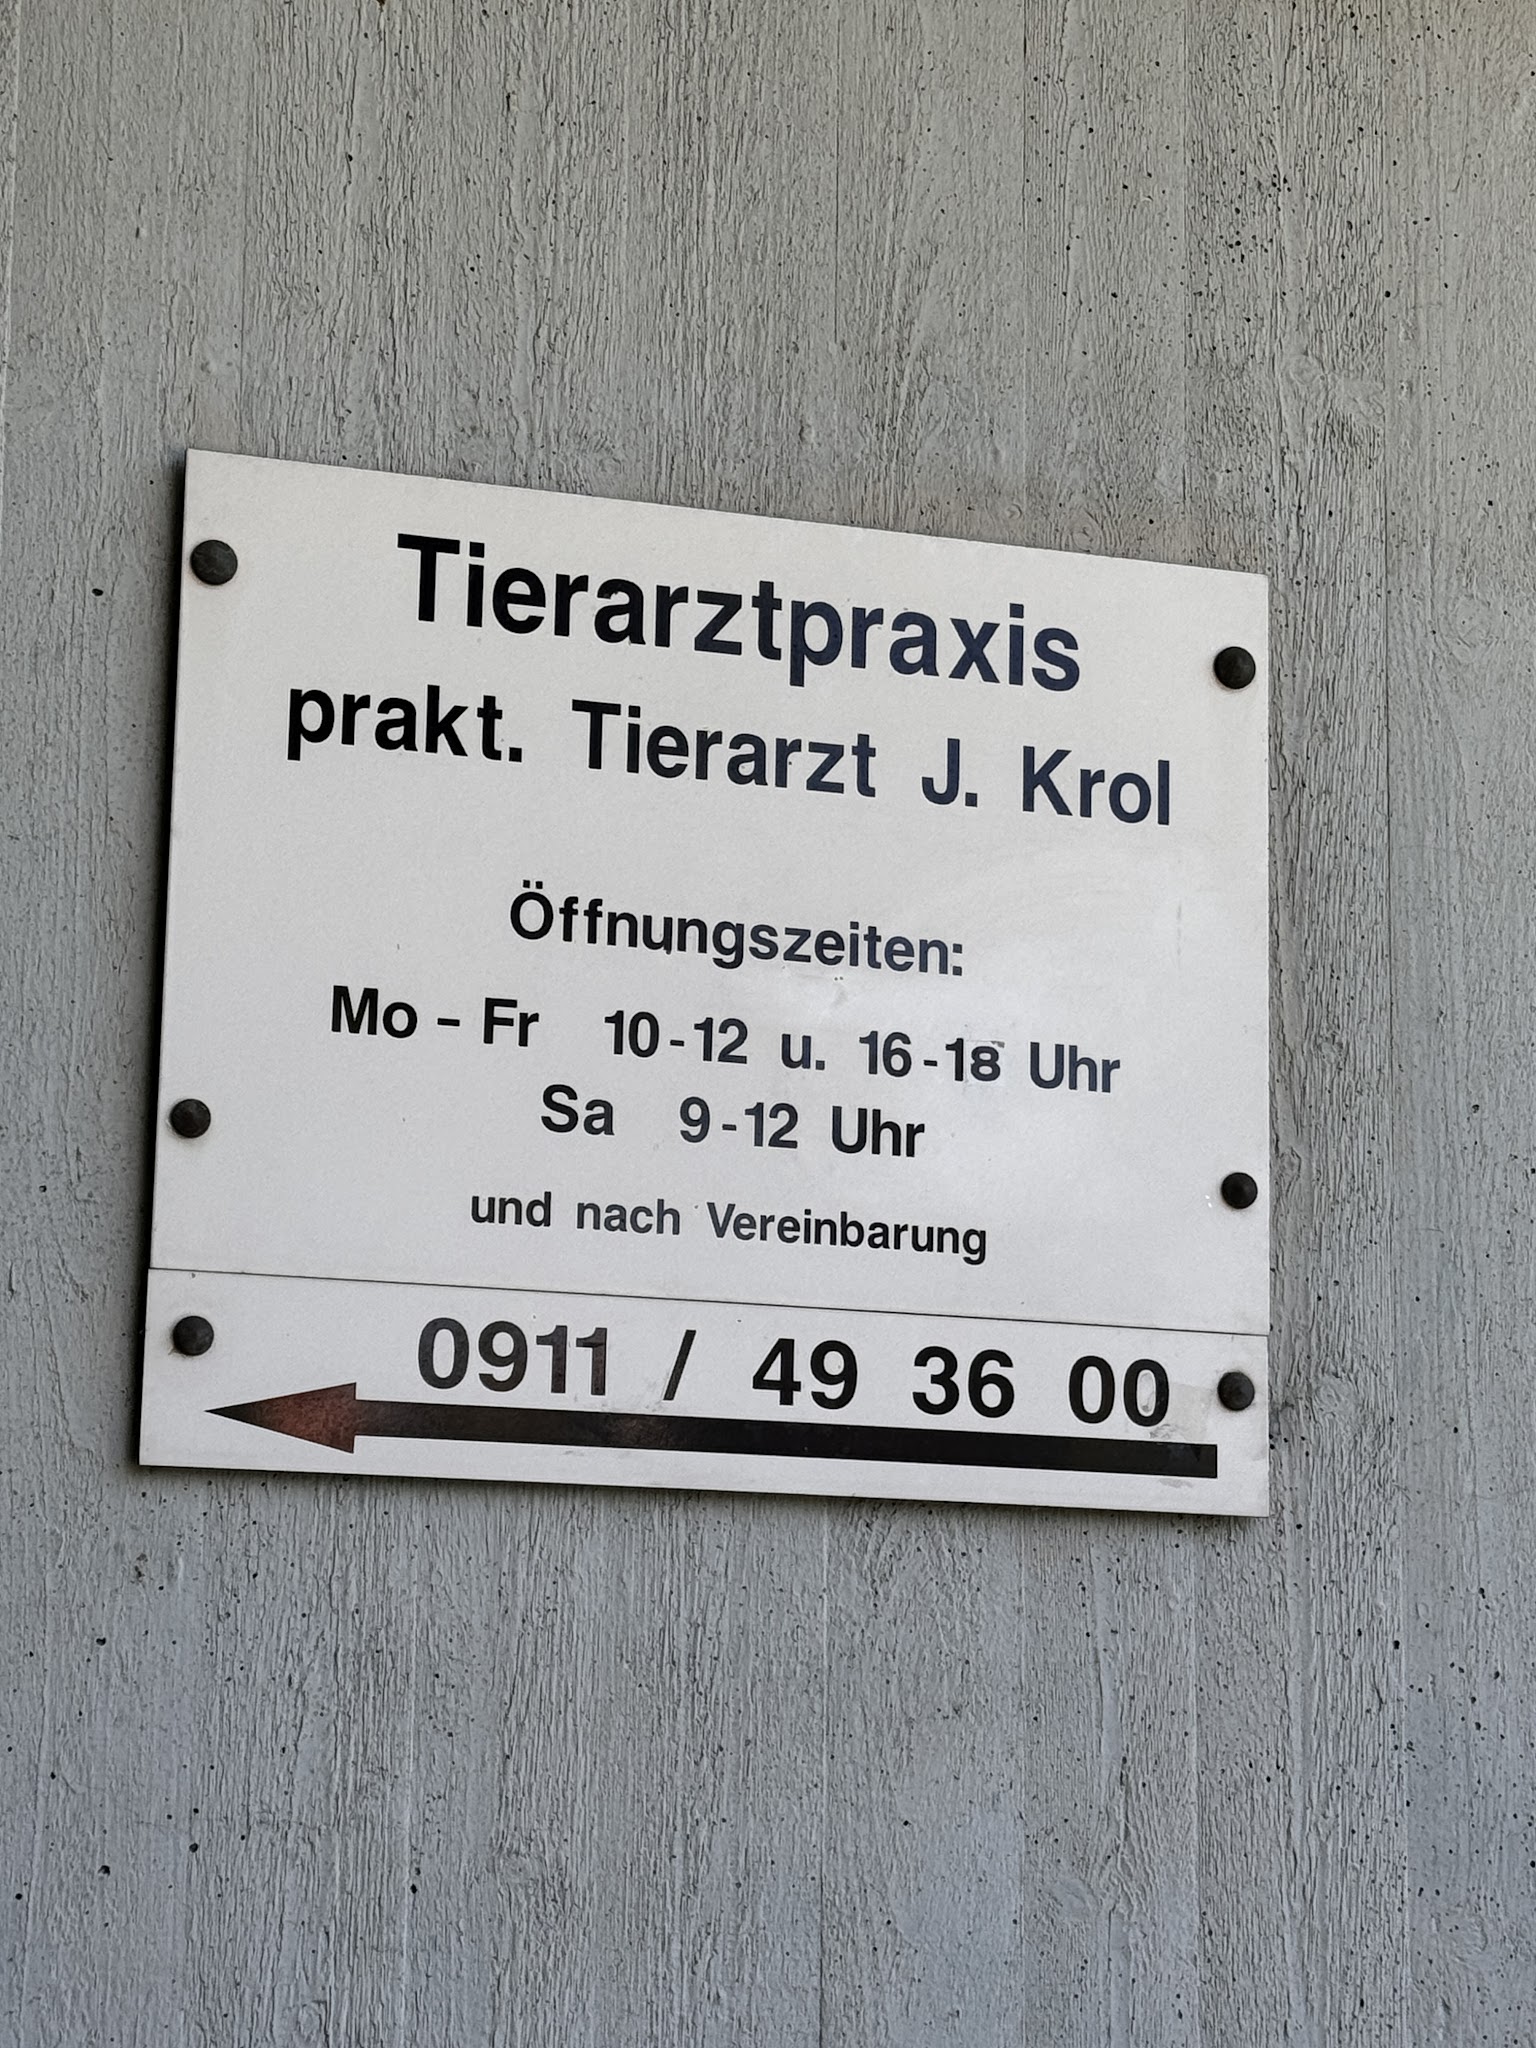 Tierarztpraxis
prakt. Tierarzt J. Krol
Öffnungszeiten:
Mo - Fr 10-12 u. 16-18 Uhr
Sa 9-12 Uhr
und nach Vereinbarung
0911 / 49 36 00